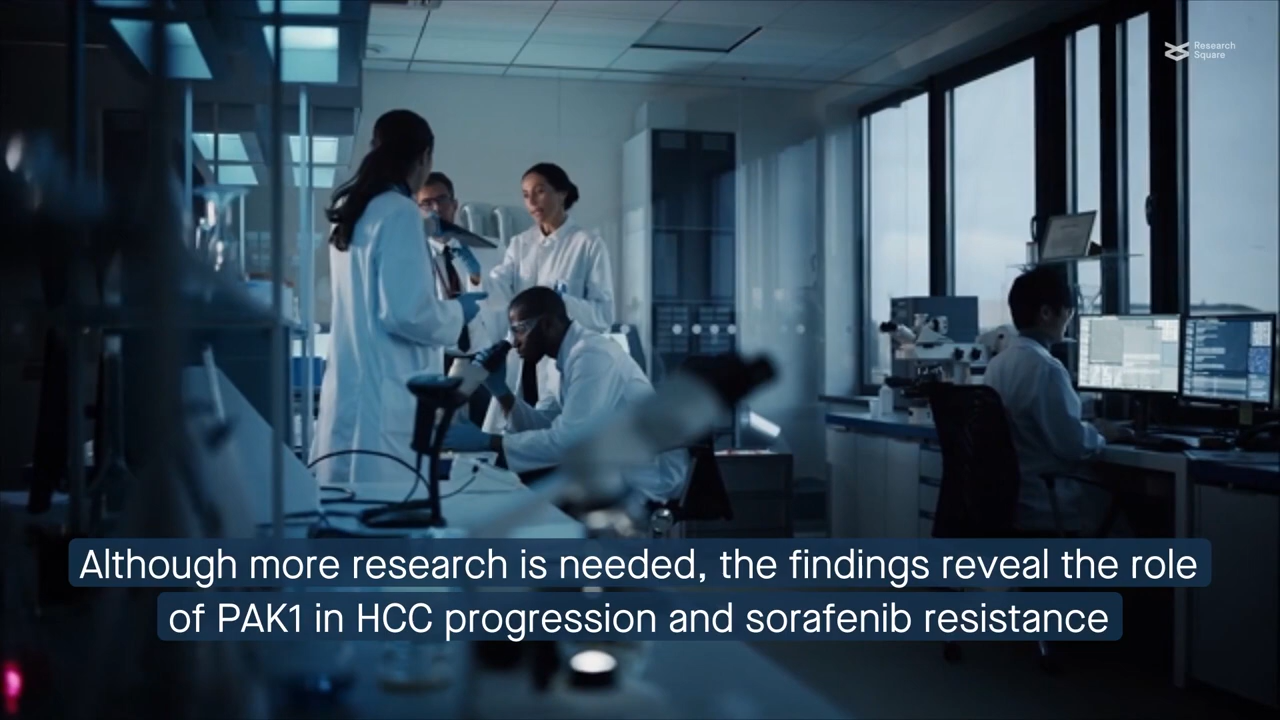 Research
Square
Although more research is needed, the findings reveal the role
of PAK1 in HCC progression and sorafenib resistance